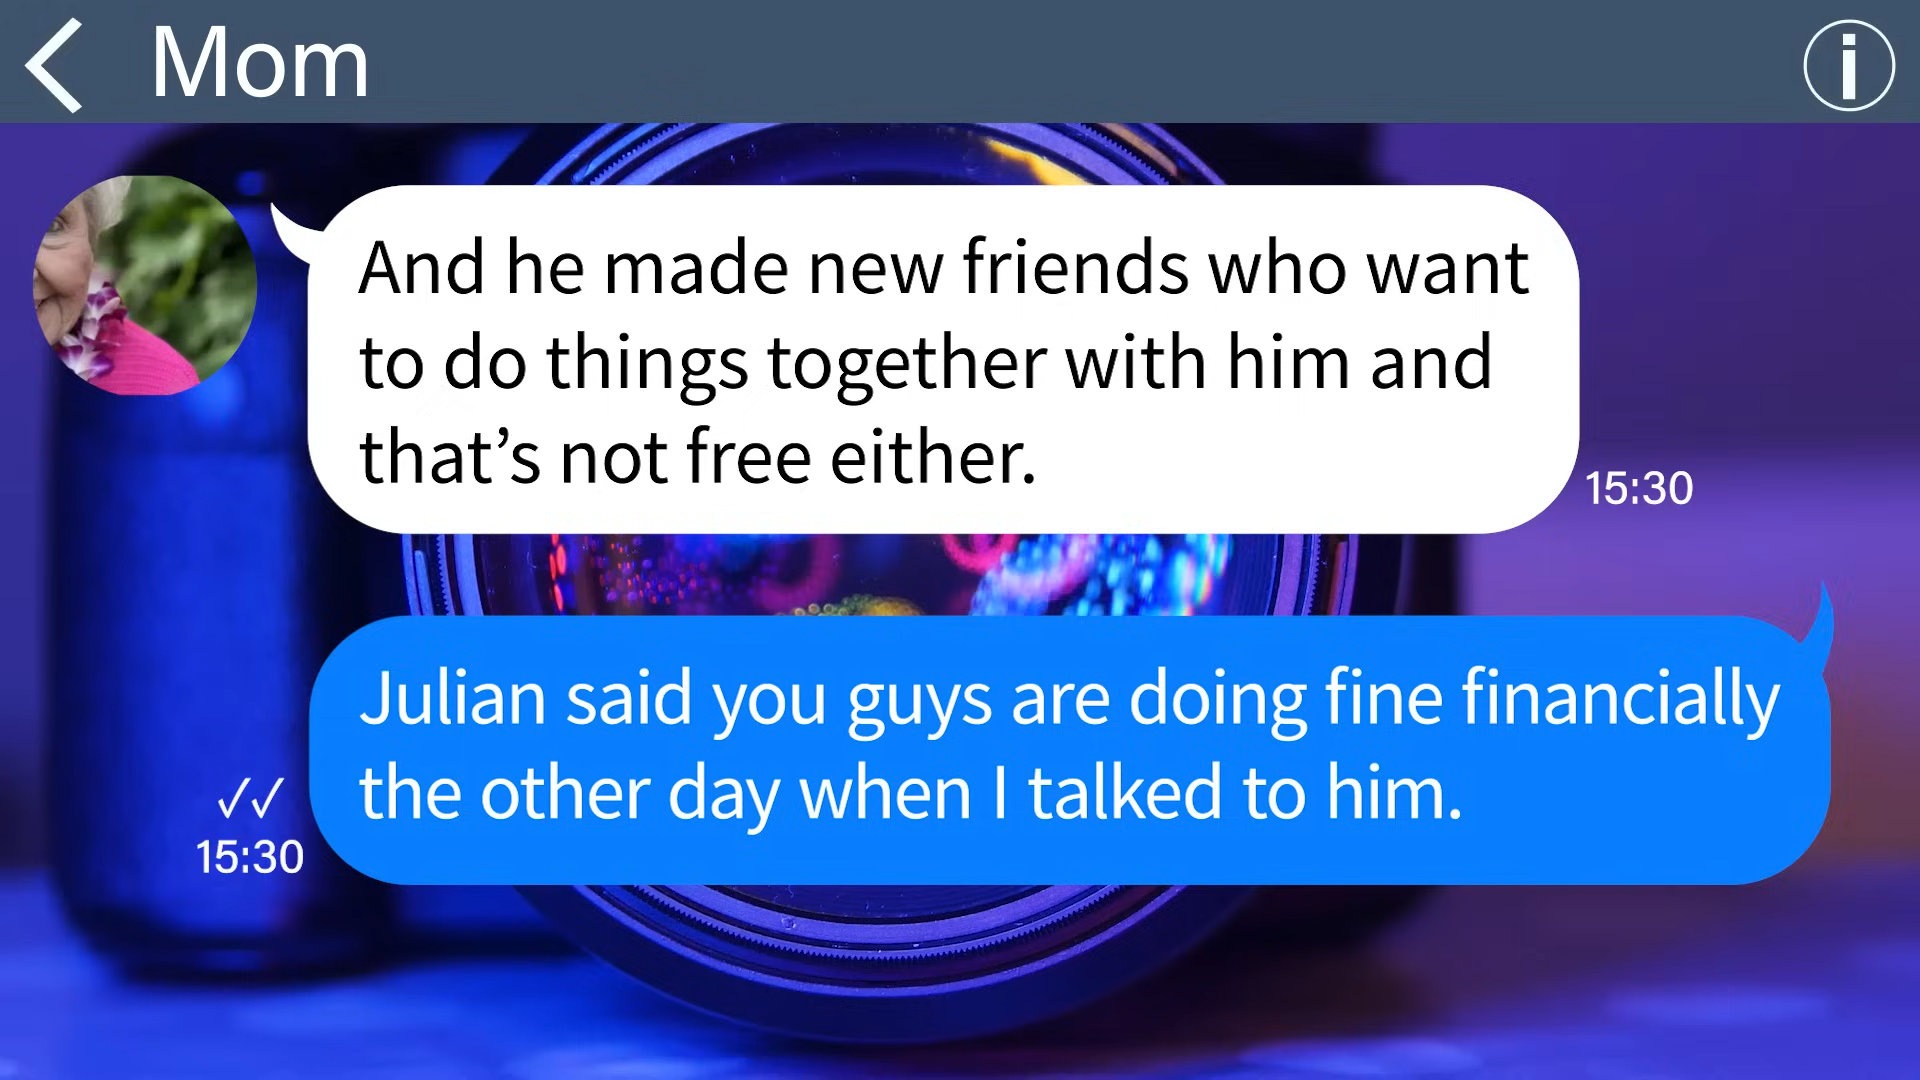 Mom
And he made new friends who want
to do things together with him and
that’s not free either.
15:30
Julian said you guys are doing fine financially
the other day when I talked to him.
15:30